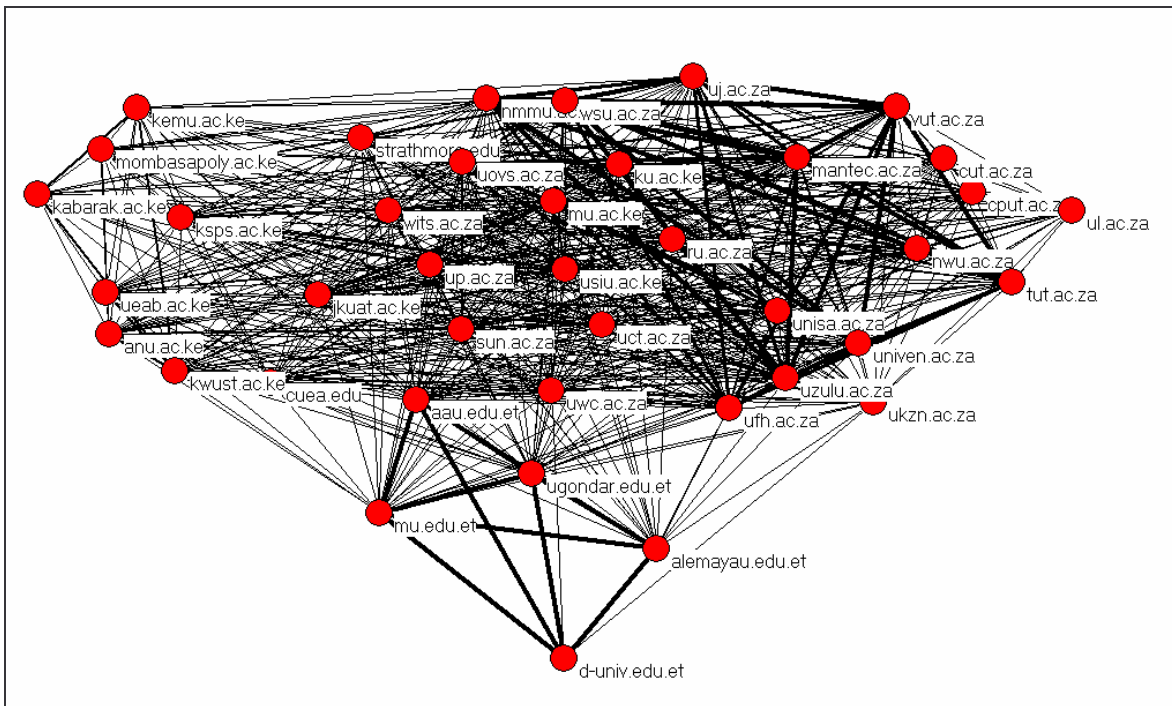 uj.ac.za
kemu.ac.ke
nmmu.ac
wsu.ac.za
vut.ac.za
strathmore.edu
mombasapoly.ac.ke
uovs.ac.za
ku.ac.ke
mantec.ac.za
cut.ac.za
kabarak.ac.ke
ksps.ac.ke
wits.ac.za
mu.ac.ke
cput.ac.za
ul.ac.za
ru.ac.za
nwu.ac.za
up.ac.za
usiu.ac.ke
tut.ac.za
ueab.ac.ke
jkuat.ac.ke
unisa.ac.za
anu.ac.ke
sun.ac.za
uct.ac.za
univen.ac.za
kwust.ac.ke
cuea.edu
uwc.ac.za
uzulu.ac.za
aau.edu.et
ufh.ac.za
ukzn.ac.za
ugondar.edu.et
mu.edu.et
alemayau.edu.et
d-univ.edu.et